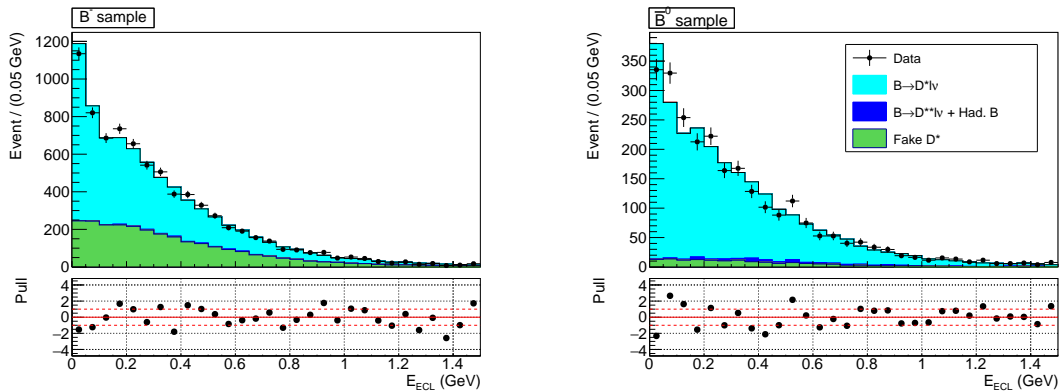 B⁻ sample
Event / (0.05 GeV)
1200
1000
800
600
400
200
0
Pull
4
2
0
−2
−4
0 0.2 0.4 0.6 0.8 1 1.2 1.4
E_ECL (GeV)
B̅⁰ sample
Event / (0.05 GeV)
350
300
250
200
150
100
50
0
Data
B→D*lν
B→D**lν + Had. B
Fake D*
Pull
4
2
0
−2
−4
0 0.2 0.4 0.6 0.8 1 1.2 1.4
E_ECL (GeV)